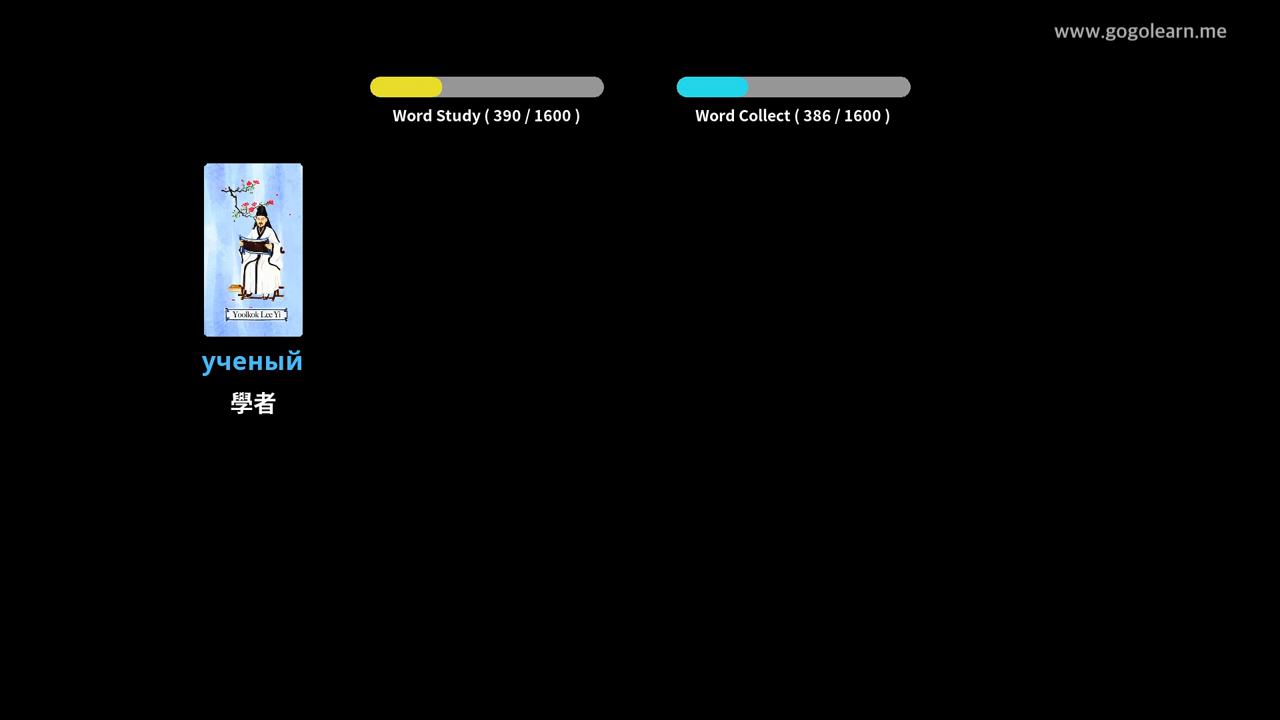 www.gogolearn.me
Word Study ( 390 / 1600 )
Word Collect ( 386 / 1600 )
Yoolkok Lee Yi
ученый
學者